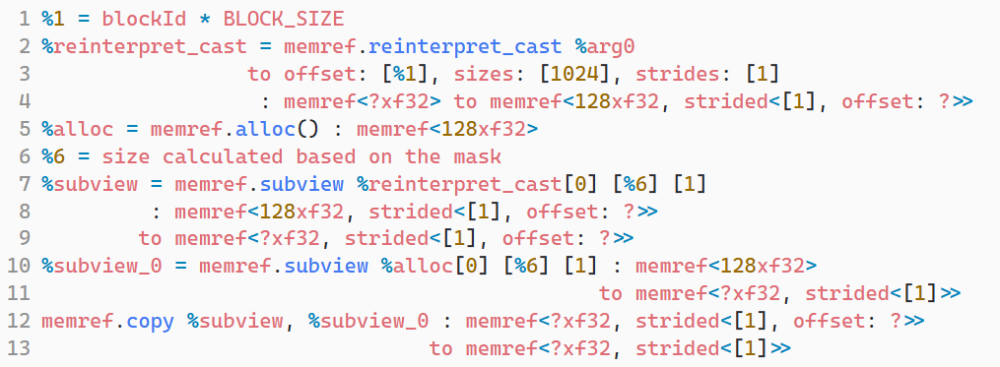 1 %1 = blockId * BLOCK_SIZE
2 %reinterpret_cast = memref.reinterpret_cast %arg0
3 to offset: [%1], sizes: [1024], strides: [1]
4 : memref<?xf32> to memref<128xf32, strided<[1], offset: ?>>
5 %alloc = memref.alloc() : memref<128xf32>
6 %6 = size calculated based on the mask
7 %subview = memref.subview %reinterpret_cast[0] [%6] [1]
8 : memref<128xf32, strided<[1], offset: ?>>
9 to memref<?xf32, strided<[1], offset: ?>>
10 %subview_0 = memref.subview %alloc[0] [%6] [1] : memref<128xf32>
11 to memref<?xf32, strided<[1]>>
12 memref.copy %subview, %subview_0 : memref<?xf32, strided<[1], offset: ?>>
13 to memref<?xf32, strided<[1]>>